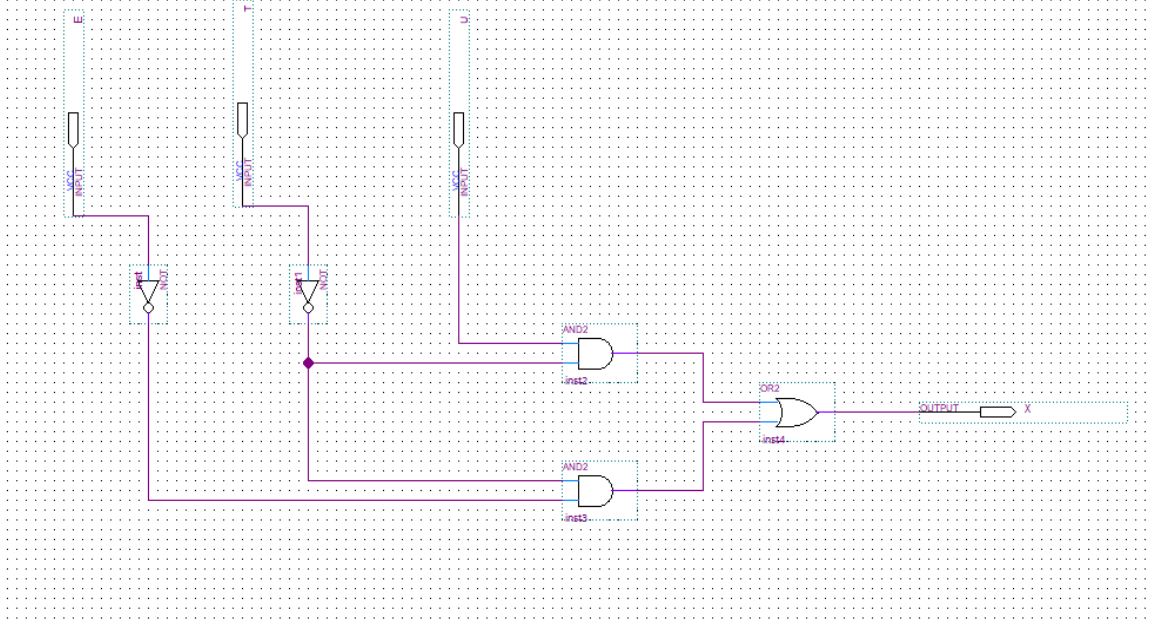 E
T
U
VCC
INPUT
VCC
INPUT
VCC
INPUT
inst
NOT
inst1
NOT
AND2
inst2
OR2
inst4
OUTPUT
X
AND2
inst3